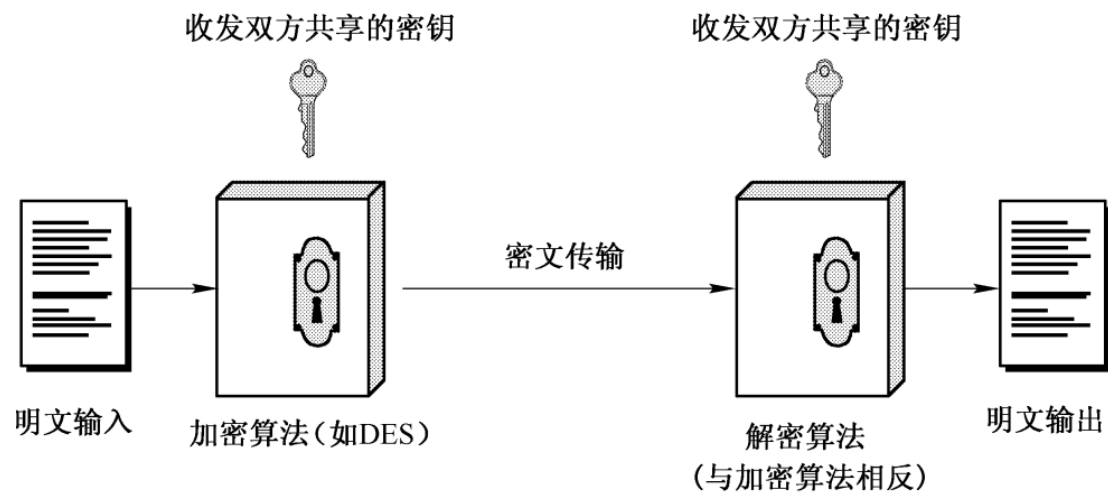 收发双方共享的密钥
收发双方共享的密钥
密文传输
明文输入
加密算法（如DES）
解密算法
（与加密算法相反）
明文输出